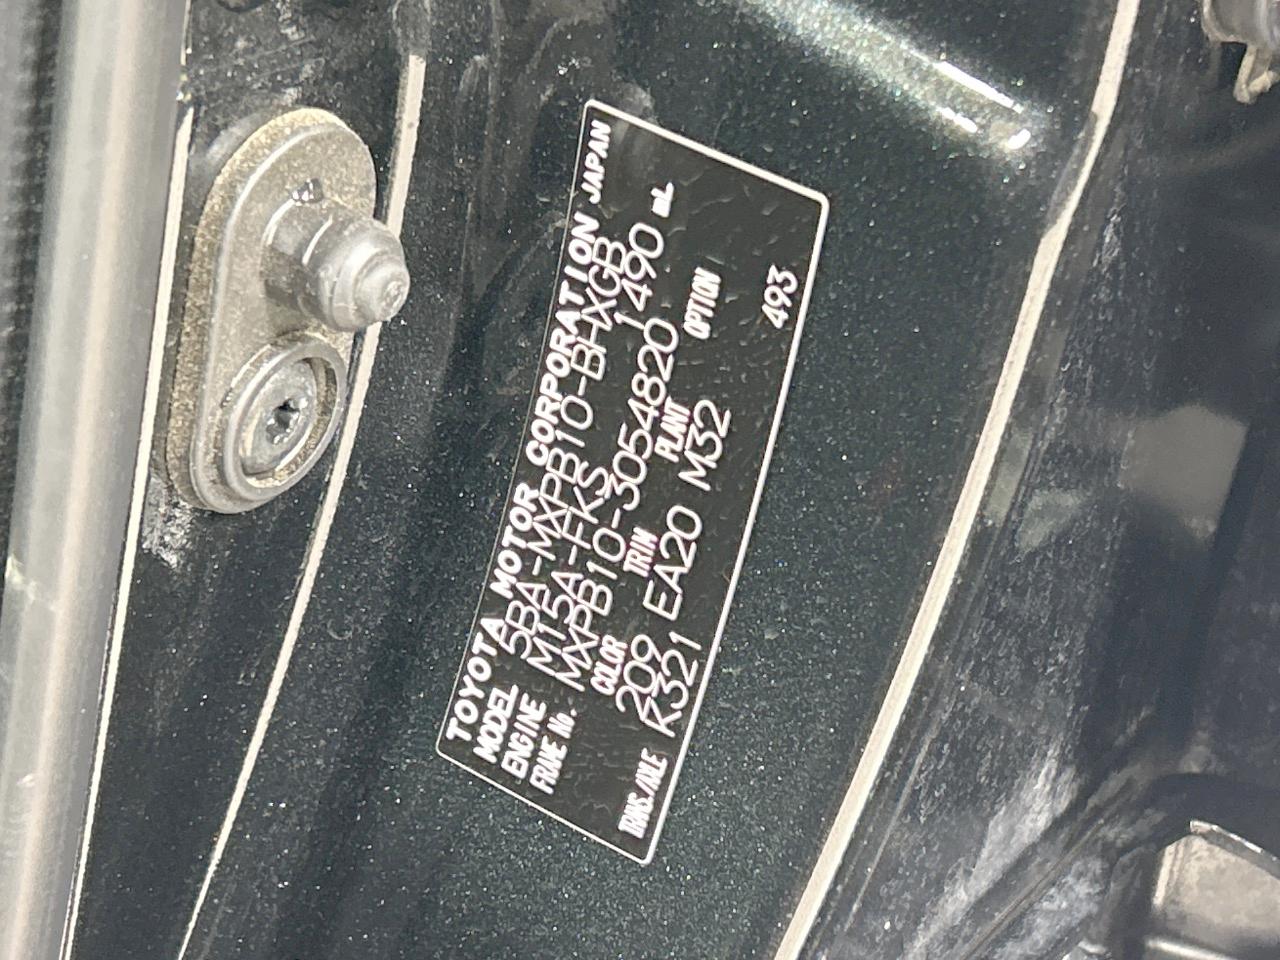 TOYOTA MOTOR CORPORATION JAPAN
MODEL 5BA-MXPB10-BHXGB
ENGINE M15A-FKS 1490 mL
FRAME No. MXPB10-3054820
COLOR TRIM PLANT OPTION
209 EA20 M32
TRNS./AXLE K321 493